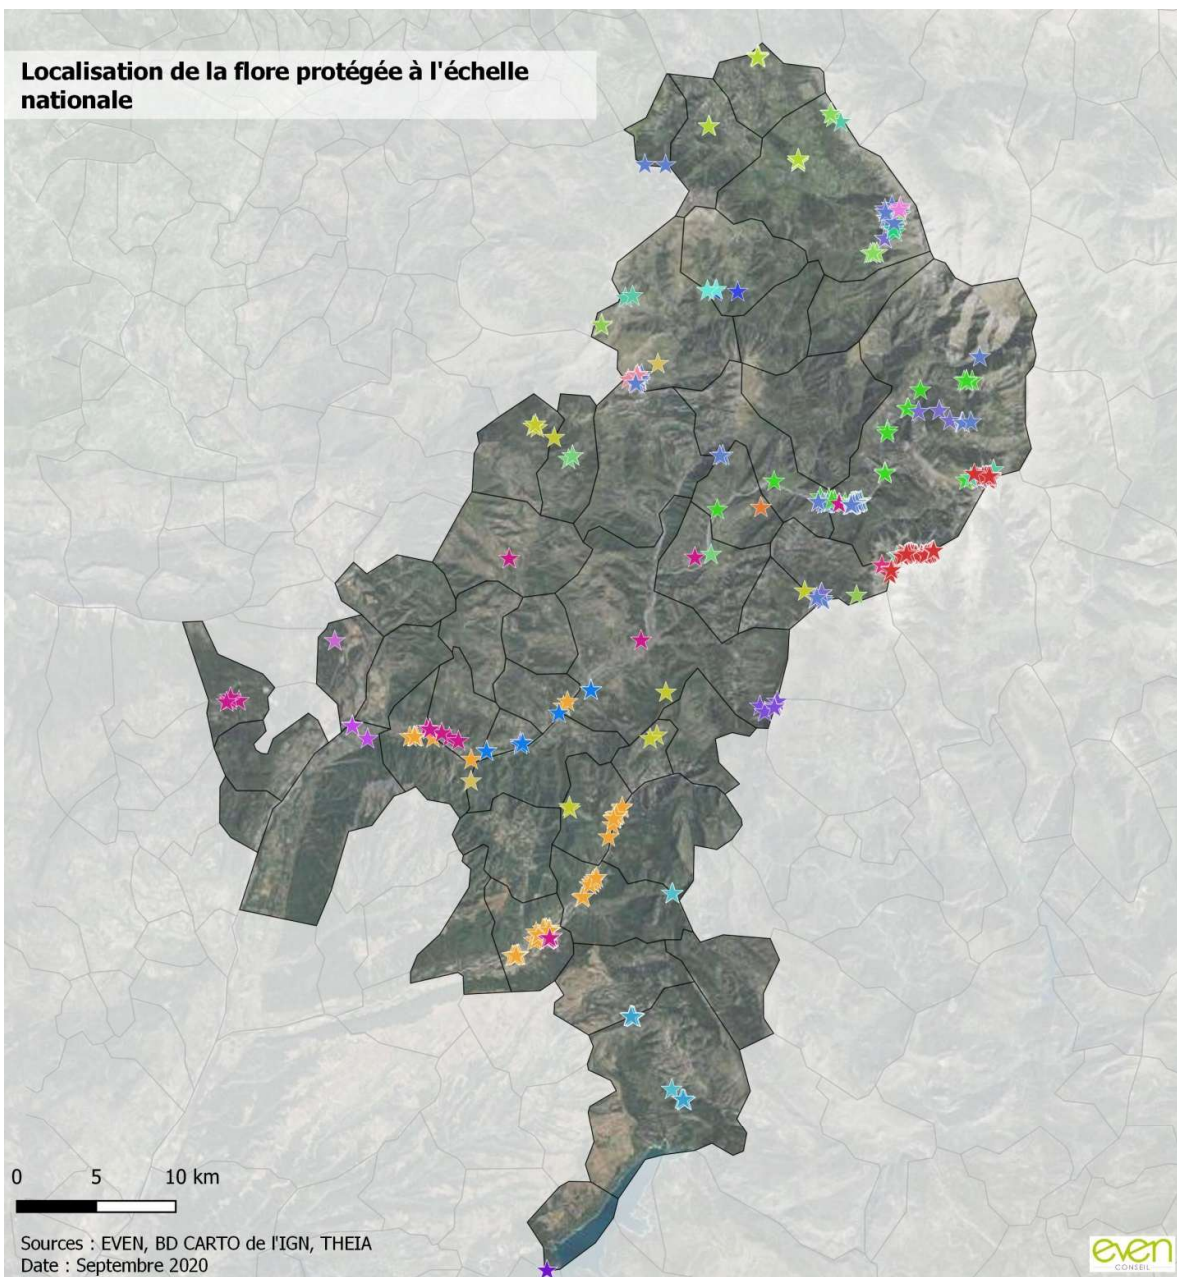 Localisation de la flore protégée à l'échelle
nationale
0 5 10 km
Sources : EVEN, BD CARTO de l'IGN, THEIA
Date : Septembre 2020
even
CONSEIL